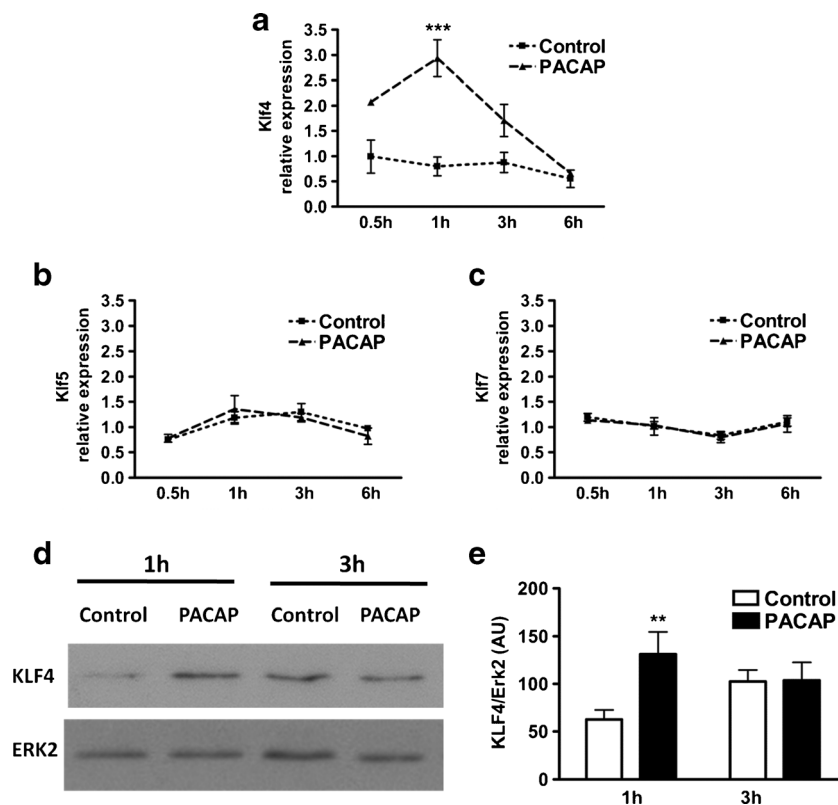 a
***
Control
PACAP
Klf4
relative expression
3.5
3.0
2.5
2.0
1.5
1.0
0.5
0.0
0.5h 1h 3h 6h
b
Control
PACAP
Klf5
relative expression
3.5
3.0
2.5
2.0
1.5
1.0
0.5
0.0
0.5h 1h 3h 6h
c
Control
PACAP
Klf7
relative expression
3.5
3.0
2.5
2.0
1.5
1.0
0.5
0.0
0.5h 1h 3h 6h
d
1h 3h
Control PACAP Control PACAP
KLF4
ERK2
e
Control
PACAP
**
KLF4/Erk2 (AU)
200
150
100
50
0
1h 3h